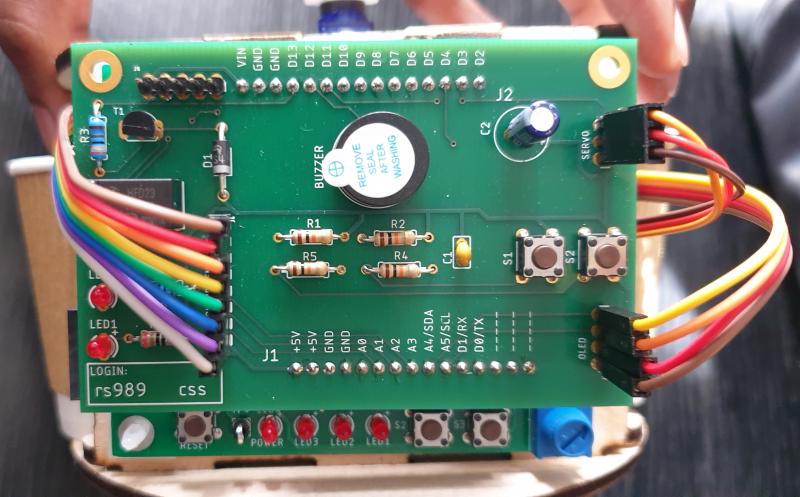 VIN GND GND D13 D12 D11 D10 D9 D8 D7 D6 D5 D4 D3 D2
J2
T1
R3
C2
D1
BUZZER
REMOVE
SEAL
AFTER
WASHING
SERVO
HFD23
R1 R2
R5 R4
C1
S1 S2
LED1
+5V +5V GND GND A0 A1 A2 A3 A4/SDA A5/SCL D1/RX D0/TX
J1
OLED
LOGIN:
rs989 CSS
RESET POWER LED3 LED2 LED1 S2 S3